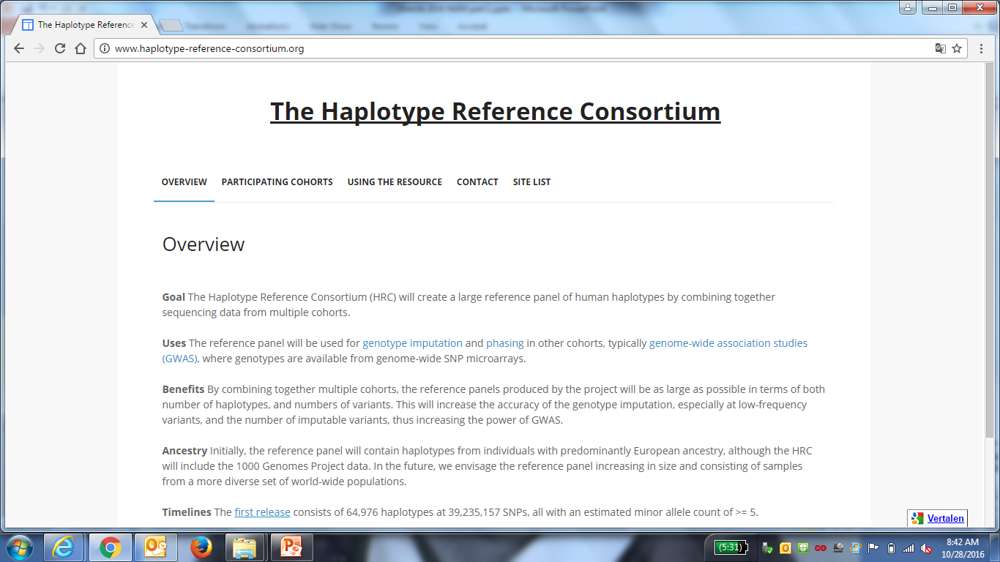 The Haplotype Reference
www.haplotype-reference-consortium.org
The Haplotype Reference Consortium
OVERVIEW PARTICIPATING COHORTS USING THE RESOURCE CONTACT SITE LIST
Overview
Goal The Haplotype Reference Consortium (HRC) will create a large reference panel of human haplotypes by combining together
sequencing data from multiple cohorts.
Uses The reference panel will be used for genotype imputation and phasing in other cohorts, typically genome-wide association studies
(GWAS), where genotypes are available from genome-wide SNP microarrays.
Benefits By combining together multiple cohorts, the reference panels produced by the project will be as large as possible in terms of both
number of haplotypes, and numbers of variants. This will increase the accuracy of the genotype imputation, especially at low-frequency
variants, and the number of imputable variants, thus increasing the power of GWAS.
Ancestry Initially, the reference panel will contain haplotypes from individuals with predominantly European ancestry, although the HRC
will include the 1000 Genomes Project data. In the future, we envisage the reference panel increasing in size and consisting of samples
from a more diverse set of world-wide populations.
Timelines The first release consists of 64,976 haplotypes at 39,235,157 SNPs, all with an estimated minor allele count of >= 5.
Vertalen
(5:31)
8:42 AM
10/28/2016